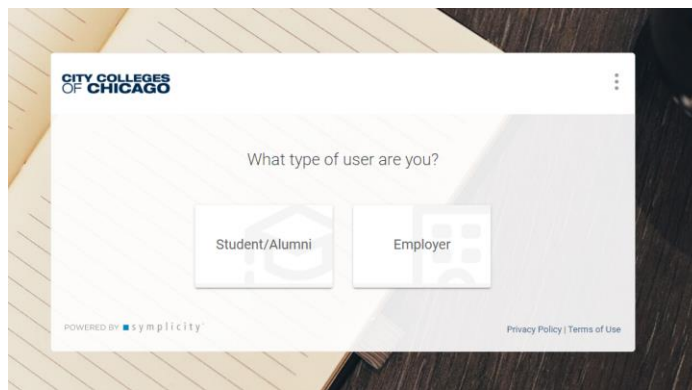 CITY COLLEGES
OF CHICAGO
What type of user are you?
Student/Alumni
Employer
POWERED BY symplicity
Privacy Policy | Terms of Use